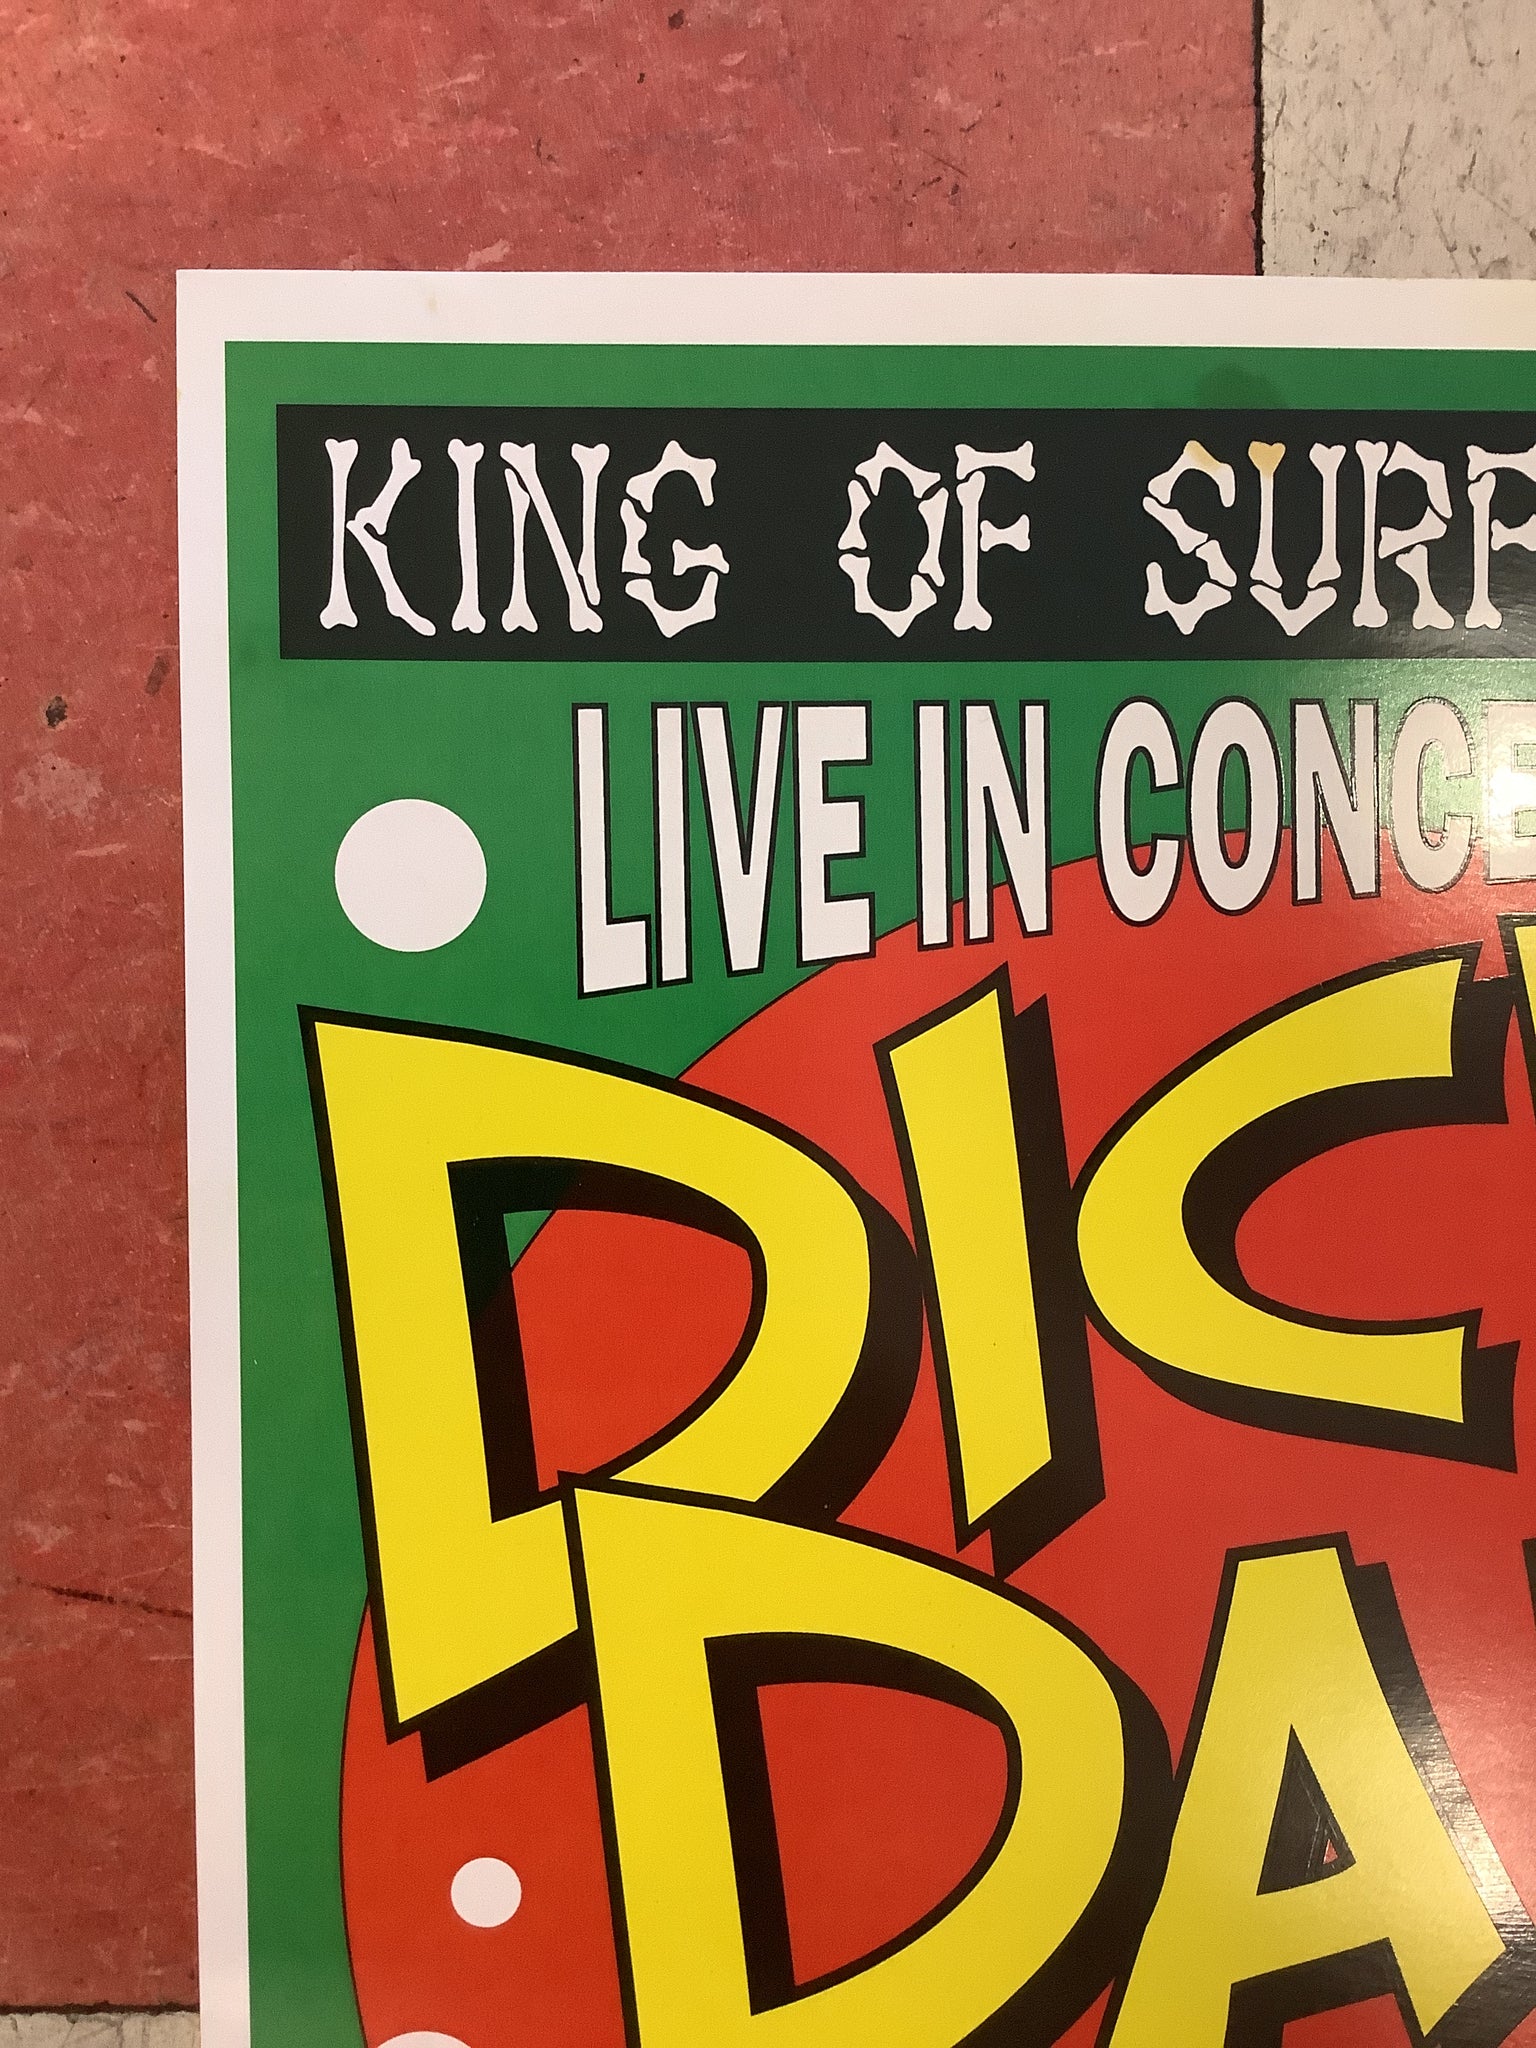 KING OF SURF
LIVE IN CONCE
DIC
DA